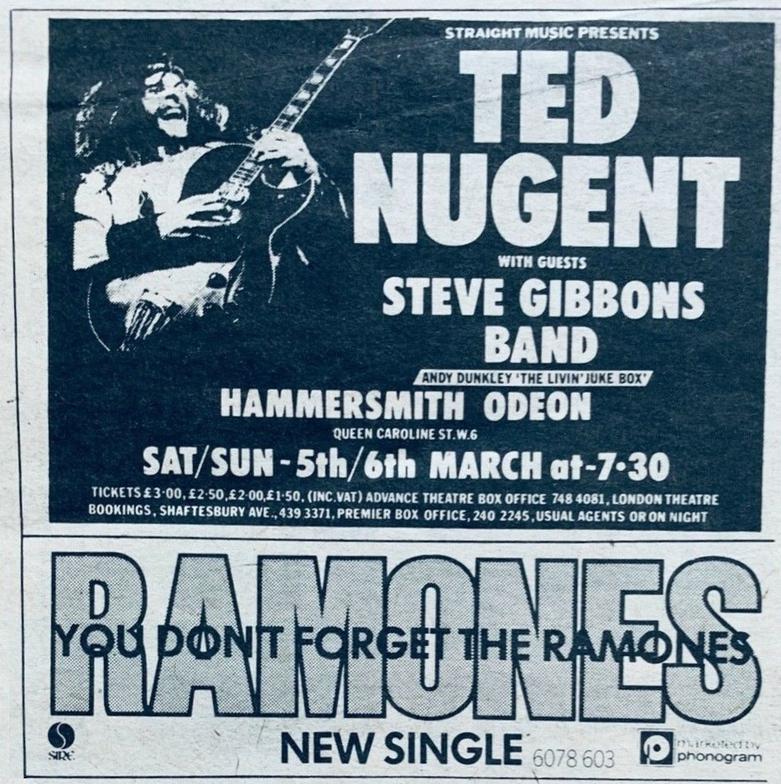 STRAIGHT MUSIC PRESENTS
TED
NUGENT
WITH GUESTS
STEVE GIBBONS
BAND
ANDY DUNKLEY 'THE LIVIN' JUKE BOX'
HAMMERSMITH ODEON
QUEEN CAROLINE ST.W.6
SAT/SUN-5th/6th MARCH at-7·30
TICKETS £3·00, £2·50, £2·00, £1·50, (INC.VAT) ADVANCE THEATRE BOX OFFICE 748 4081, LONDON THEATRE
BOOKINGS, SHAFTESBURY AVE., 439 3371, PREMIER BOX OFFICE, 240 2245, USUAL AGENTS OR ON NIGHT
RAMONES
YOU DON'T FORGET THE RAMONES
SIRE
NEW SINGLE 6078 603
marketed by
phonogram